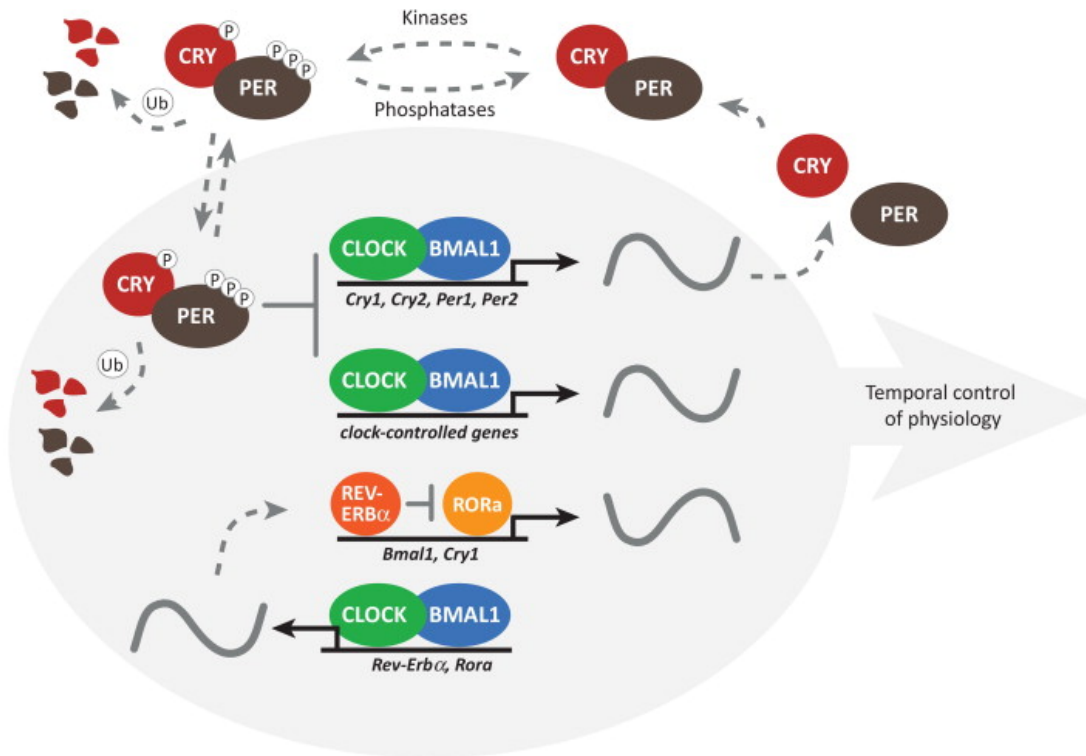 Kinases
P
CRY
P
P
P
PER
Ub
Phosphatases
CRY
PER
CRY
PER
CLOCK
BMAL1
Cry1, Cry2, Per1, Per2
P
CRY
P
P
P
PER
Ub
CLOCK
BMAL1
clock-controlled genes
Temporal control
of physiology
REV-
ERBα
RORa
Bmal1, Cry1
CLOCK
BMAL1
Rev-Erbα, Rora